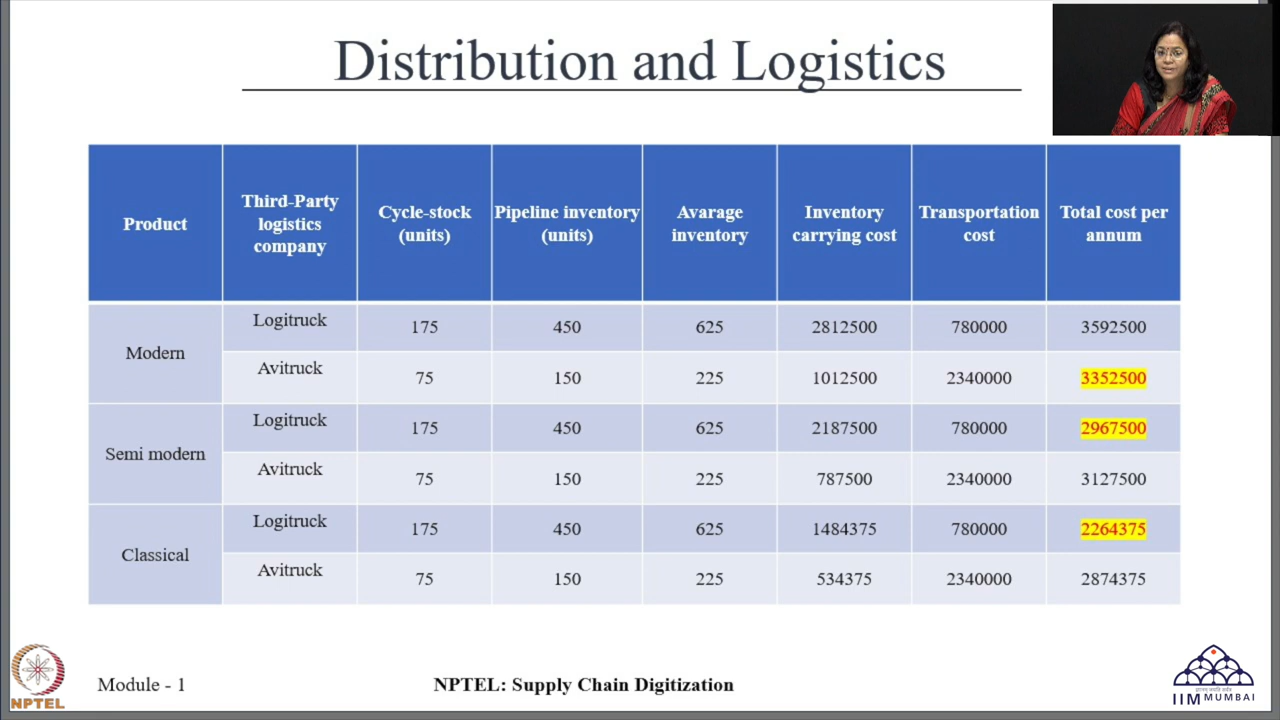 Distribution and Logistics
Product
Third-Party
logistics
company
Cycle-stock
(units)
Pipeline inventory
(units)
Avarage
inventory
Inventory
carrying cost
Transportation
cost
Total cost per
annum
Modern
Logitruck 175 450 625 2812500 780000 3592500
Avitruck 75 150 225 1012500 2340000 3352500
Semi modern
Logitruck 175 450 625 2187500 780000 2967500
Avitruck 75 150 225 787500 2340000 3127500
Classical
Logitruck 175 450 625 1484375 780000 2264375
Avitruck 75 150 225 534375 2340000 2874375
NPTEL
Module - 1
NPTEL: Supply Chain Digitization
IIM MUMBAI